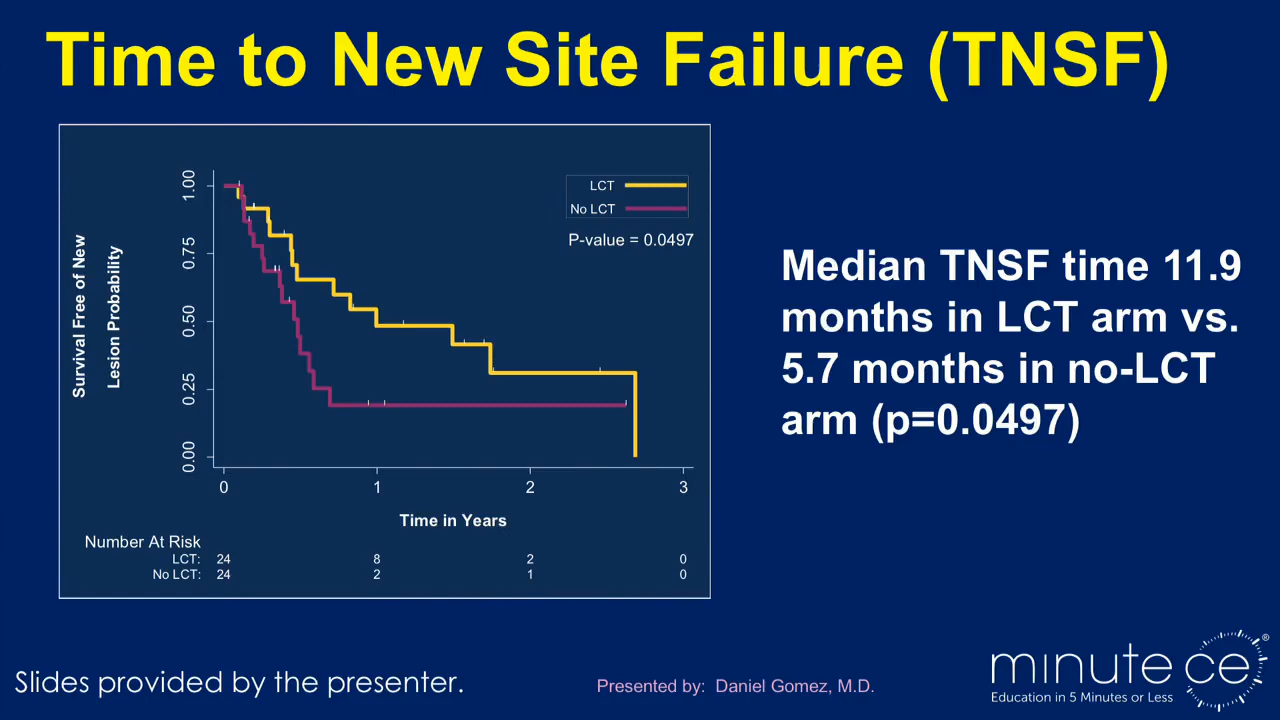 Time to New Site Failure (TNSF)
Survival Free of New
Lesion Probability
1.00
0.75
0.50
0.25
0.00
LCT
No LCT
P-value = 0.0497
0 1 2 3
Time in Years
Number At Risk
LCT: 24 8 2 0
No LCT: 24 2 1 0
Median TNSF time 11.9
months in LCT arm vs.
5.7 months in no-LCT
arm (p=0.0497)
Slides provided by the presenter.
Presented by: Daniel Gomez, M.D.
minute ce®
Education in 5 Minutes or Less